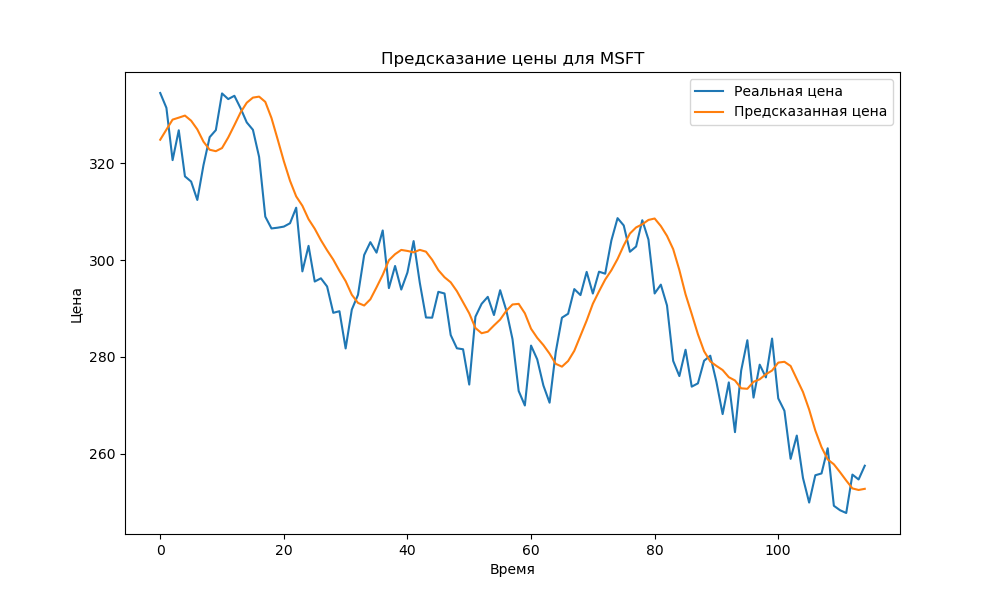 Предсказание цены для MSFT
Реальная цена
Предсказанная цена
Цена
320
300
280
260
0 20 40 60 80 100
Время